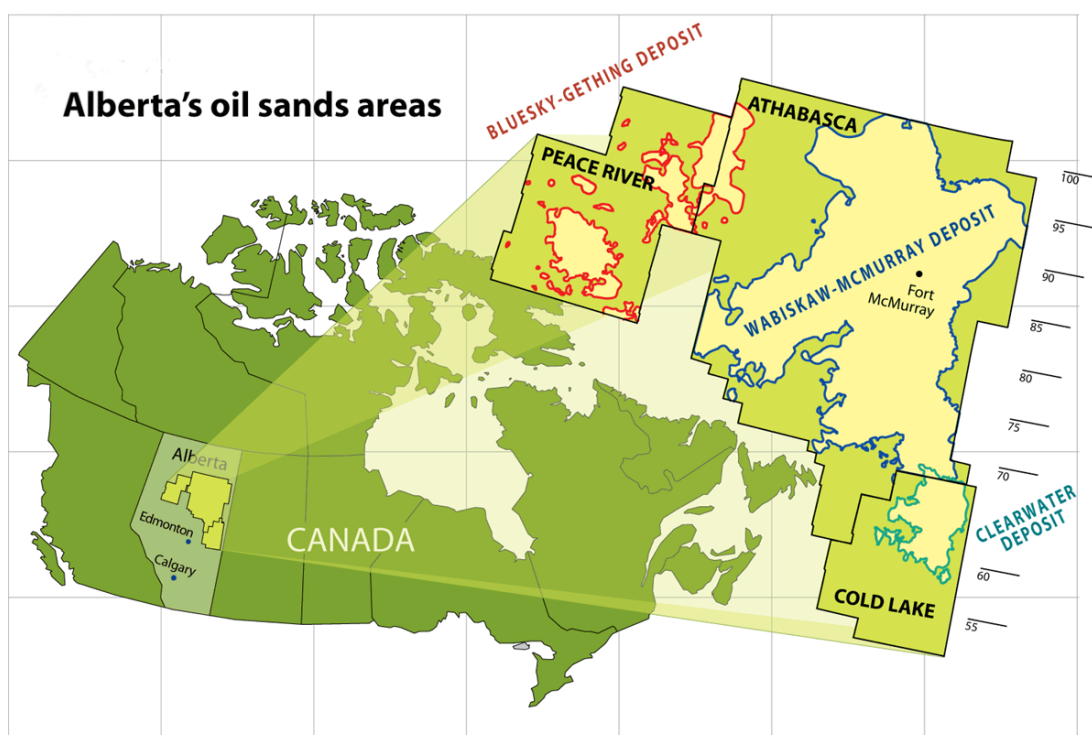 Alberta's oil sands areas
BLUESKY-GETHING DEPOSIT
ATHABASCA
PEACE RIVER
WABISKAW-MCMURRAY DEPOSIT
Fort
McMurray
100
95
90
85
80
75
70
60
55
CLEARWATER
DEPOSIT
COLD LAKE
Alberta
Edmonton
Calgary
CANADA